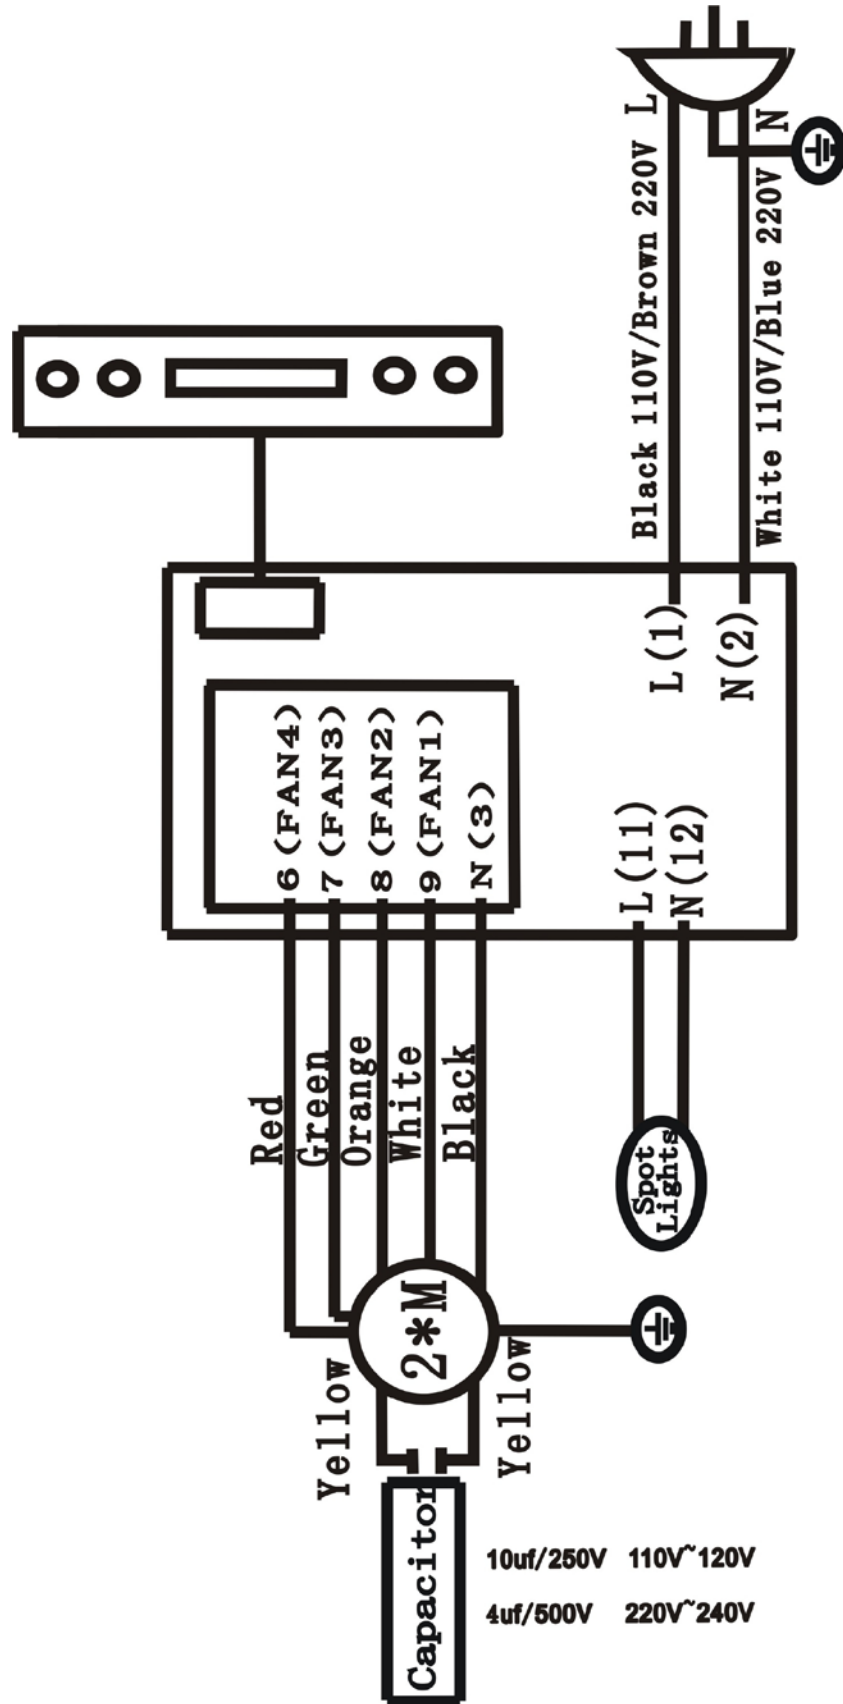 L
N
Black 110V/Brown 220V
White 110V/Blue 220V
L(1)
N(2)
6(FAN4)
7(FAN3)
8(FAN2)
9(FAN1)
N(3)
L(11)
N(12)
Red
Green
Orange
White
Black
Spot
Lights
2*M
Yellow
Yellow
Capacitor
10uf/250V 110V~120V
4uf/500V 220V~240V